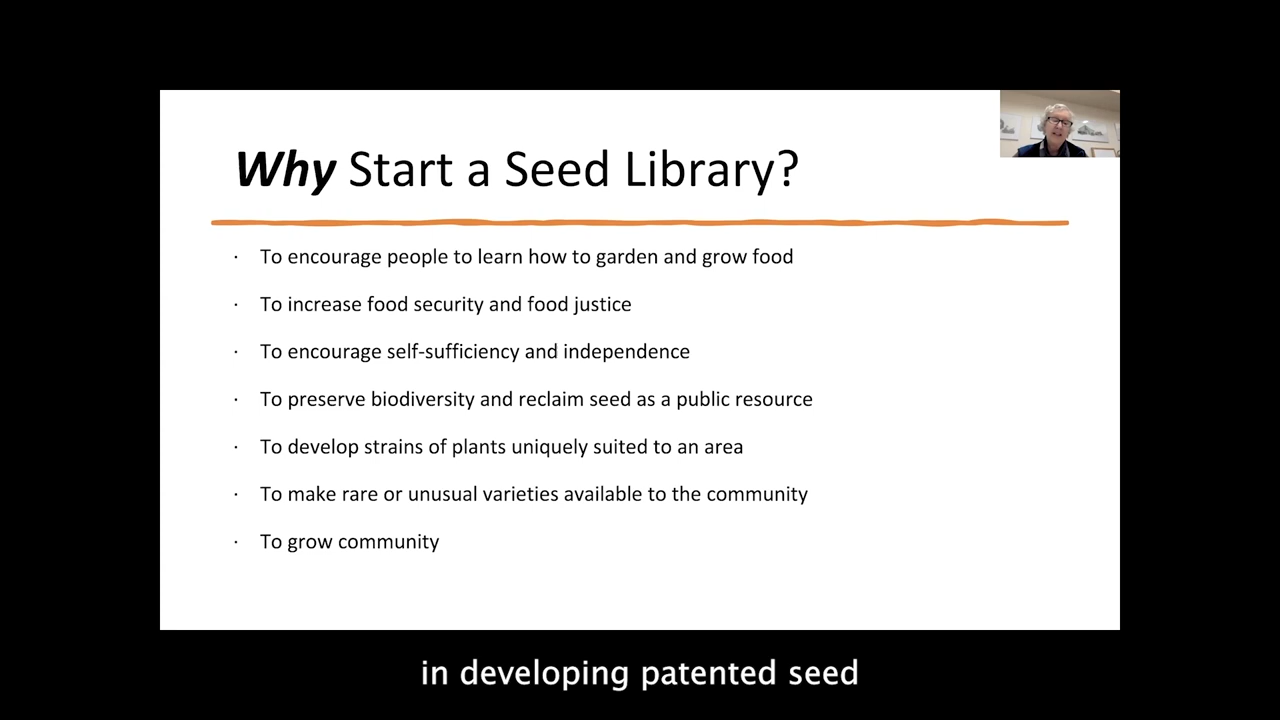 Why Start a Seed Library?
· To encourage people to learn how to garden and grow food
· To increase food security and food justice
· To encourage self-sufficiency and independence
· To preserve biodiversity and reclaim seed as a public resource
· To develop strains of plants uniquely suited to an area
· To make rare or unusual varieties available to the community
· To grow community
in developing patented seed